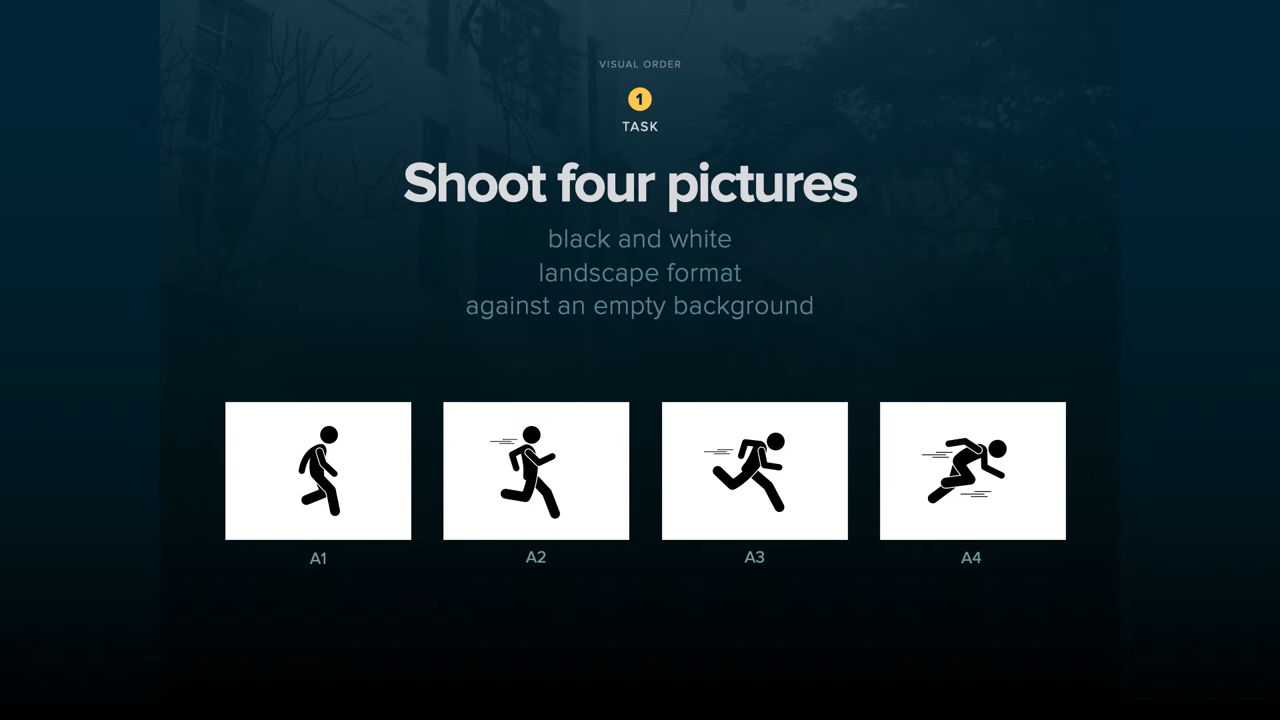 VISUAL ORDER
1
TASK
Shoot four pictures
black and white
landscape format
against an empty background
A1
A2
A3
A4